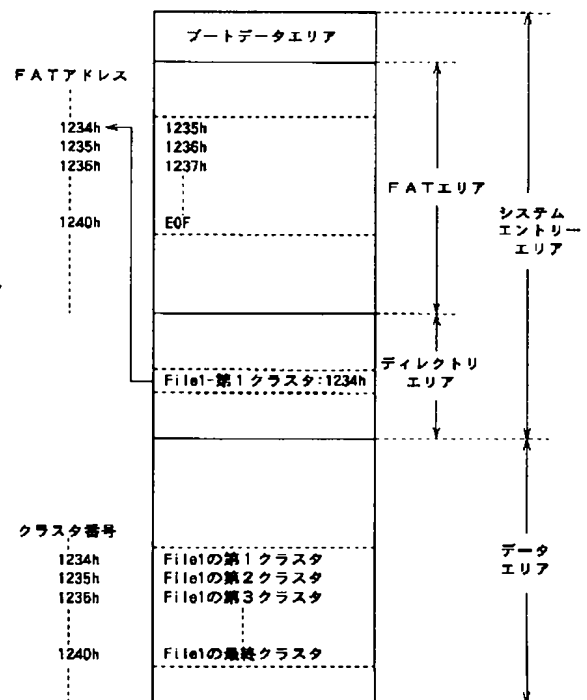 ブートデータエリア
FATアドレス
1234h
1235h
1236h
1240h
1235h
1236h
1237h
EOF
FATエリア
システム
エントリー
エリア
File1-第1クラスタ:1234h
ディレクトリ
エリア
クラスタ番号
1234h
1235h
1236h
1240h
File1の第1クラスタ
File1の第2クラスタ
File1の第3クラスタ
File1の最終クラスタ
データ
エリア